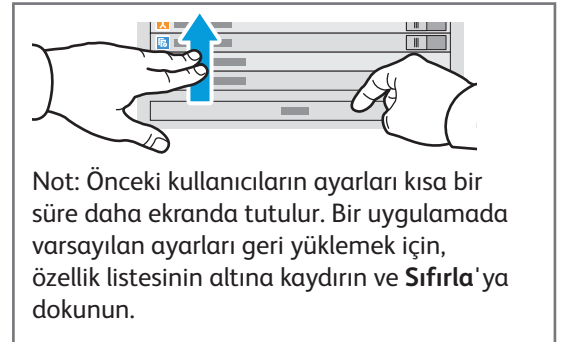 Not: Önceki kullanıcıların ayarları kısa bir
süre daha ekranda tutulur. Bir uygulamada
varsayılan ayarları geri yüklemek için,
özellik listesinin altına kaydırın ve Sıfırla'ya
dokunun.